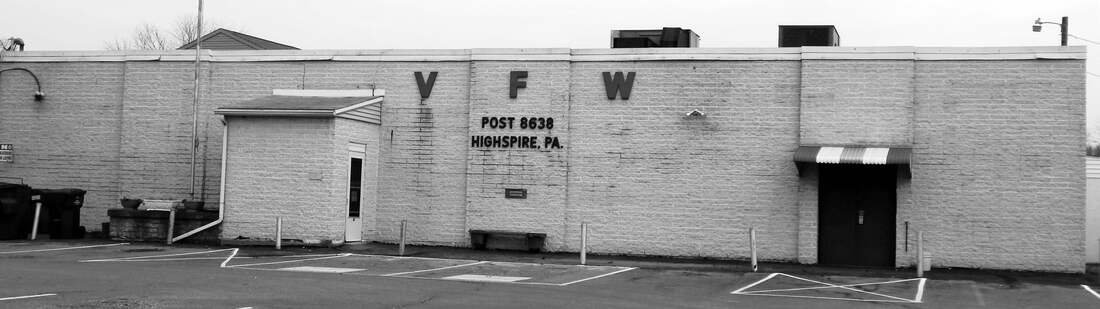 V F W
POST 8638
HIGHSPIRE, PA.